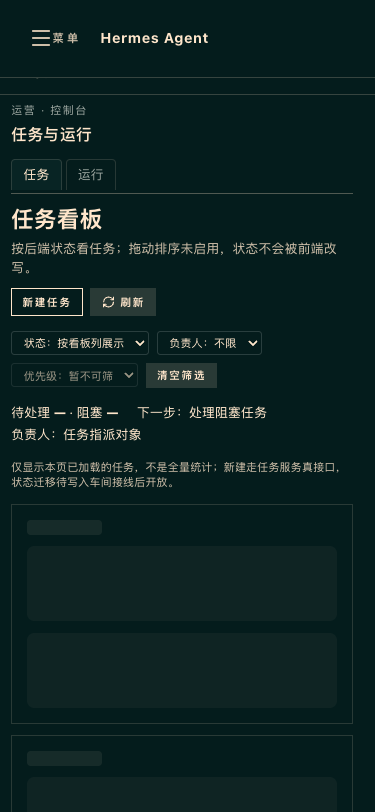 菜单 Hermes Agent
运营 · 控制台
任务与运行
任务 运行
任务看板
按后端状态看任务；拖动排序未启用，状态不会被前端改
写。
新建任务 刷新
状态：按看板列展示 负责人：不限
优先级：暂不可筛 清空筛选
待处理 — · 阻塞 — 下一步：处理阻塞任务
负责人：任务指派对象
仅显示本页已加载的任务，不是全量统计；新建走任务服务真接口，
状态迁移待写入车间接线后开放。